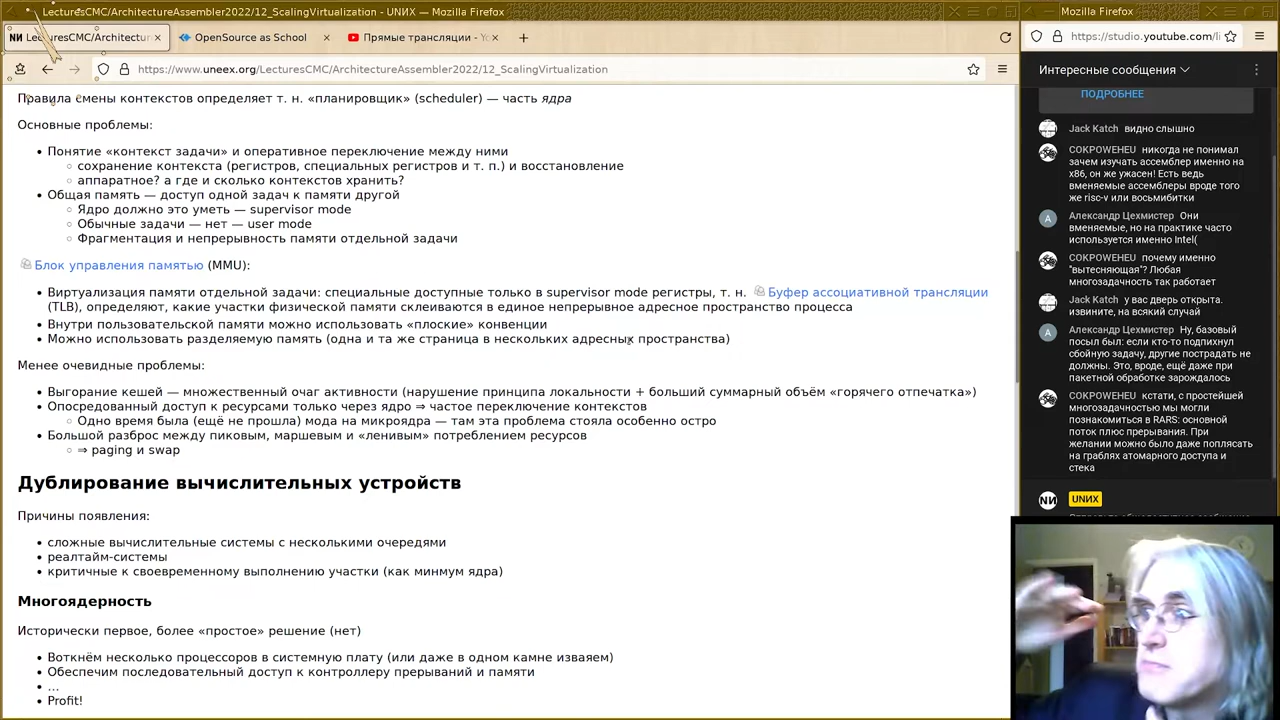 LecturesCMC/ArchitectureAssembler2022/12_ScalingVirtualization - UNИX — Mozilla Firefox
LecturesCMC/Architectur
OpenSource as School
Прямые трансляции - Yo
https://www.uneex.org/LecturesCMC/ArchitectureAssembler2022/12_ScalingVirtualization
Правила смены контекстов определяет т. н. «планировщик» (scheduler) — часть ядра
Основные проблемы:
Понятие «контекст задачи» и оперативное переключение между ними
сохранение контекста (регистров, специальных регистров и т. п.) и восстановление
аппаратное? а где и сколько контекстов хранить?
Общая память — доступ одной задач к памяти другой
Ядро должно это уметь — supervisor mode
Обычные задачи — нет — user mode
Фрагментация и непрерывность памяти отдельной задачи
Блок управления памятью (MMU):
Виртуализация памяти отдельной задачи: специальные доступные только в supervisor mode регистры, т. н. Буфер ассоциативной трансляции
(TLB), определяют, какие участки физической памяти склеиваются в единое непрерывное адресное пространство процесса
Внутри пользовательской памяти можно использовать «плоские» конвенции
Можно использовать разделяемую память (одна и та же страница в нескольких адресных пространства)
Менее очевидные проблемы:
Выгорание кешей — множественный очаг активности (нарушение принципа локальности + больший суммарный объём «горячего отпечатка»)
Опосредованный доступ к ресурсами только через ядро ⇒ частое переключение контекстов
Одно время была (ещё не прошла) мода на микроядра — там эта проблема стояла особенно остро
Большой разброс между пиковым, маршевым и «ленивым» потреблением ресурсов
⇒ paging и swap
Дублирование вычислительных устройств
Причины появления:
сложные вычислительные системы с несколькими очередями
реалтайм-системы
критичные к своевременному выполнению участки (как минмум ядра)
Многоядерность
Исторически первое, более «простое» решение (нет)
Воткнём несколько процессоров в системную плату (или даже в одном камне изваяем)
Обеспечим последовательный доступ к контроллеру прерываний и памяти
…
Profit!
Mozilla Firefox
https://studio.youtube.com/li
Интересные сообщения
ПОДРОБНЕЕ
Jack Katch видно слышно
COKPOWEHEU никогда не понимал
зачем изучать ассемблер именно на
x86, он же ужасен! Есть ведь
вменяемые ассемблеры вроде того
же risc-v или восьмибитки
Александр Цехмистер Они
вменяемые, но на практике часто
используется именно Intel(
COKPOWEHEU почему именно
"вытесняющая"? Любая
многозадачность так работает
Jack Katch у вас дверь открыта.
извините, на всякий случай
Александр Цехмистер Ну, базовый
посыл был: если кто-то подпихнул
сбойную задачу, другие пострадать не
должны. Это, вроде, ещё даже при
пакетной обработке зарождалось
COKPOWEHEU кстати, с простейшей
многозадачностью мы могли
познакомиться в RARS: основной
поток плюс прерывания. При
желании можно было даже поплясать
на граблях атомарного доступа и
стека
UNИX